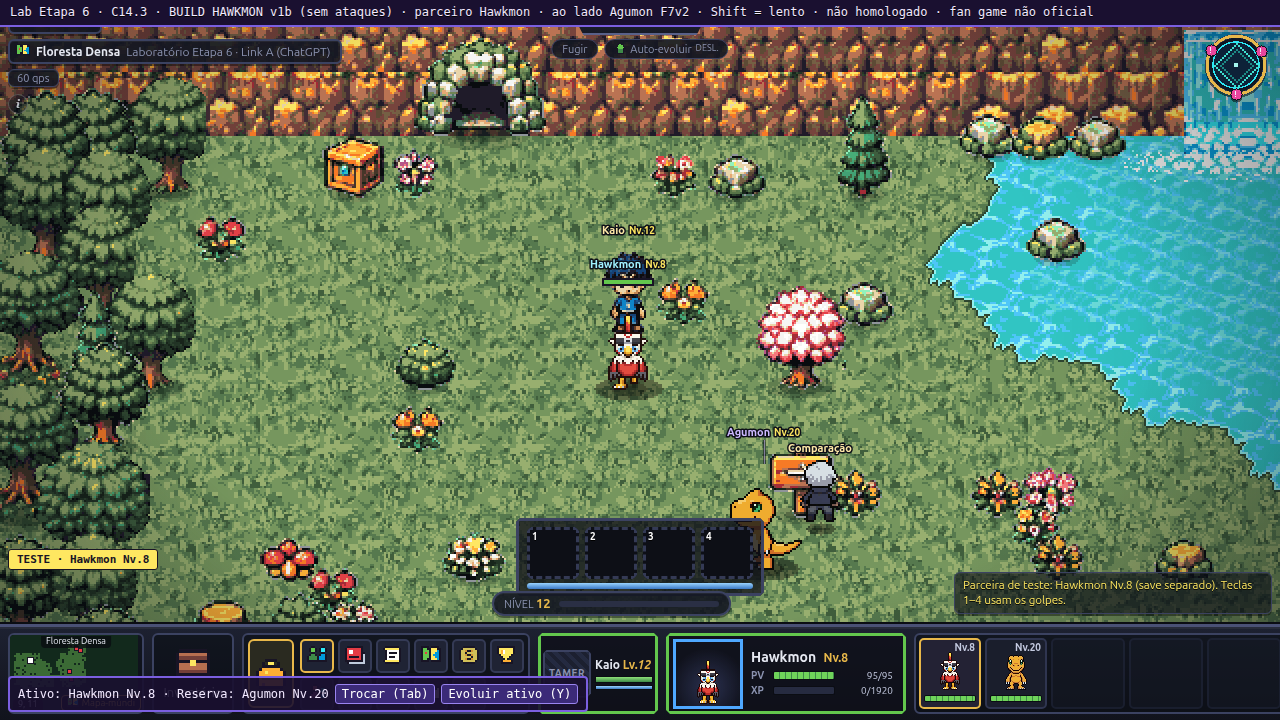 Lab Etapa 6 · C14.3 · BUILD HAWKMON v1b (sem ataques) · parceiro Hawkmon · ao lado Agumon F7v2 · Shift = lento · não homologado · fan game não oficial
Floresta Densa Laboratório Etapa 6 · Link A (ChatGPT)
Fugir
Auto-evoluir DESL.
60 qps
Kaio Nv.12
Hawkmon Nv.8
Agumon Nv.20
Comparação
1 2 3 4
TESTE · Hawkmon Nv.8
Parceira de teste: Hawkmon Nv.8 (save separado). Teclas
1–4 usam os golpes.
NÍVEL 12
Floresta Densa
TAMER
Kaio Lv.12
Hawkmon Nv.8
PV 95/95
XP 0/1920
Nv.8
Nv.20
Ativo: Hawkmon Nv.8 · Reserva: Agumon Nv.20 Trocar (Tab) Evoluir ativo (Y)